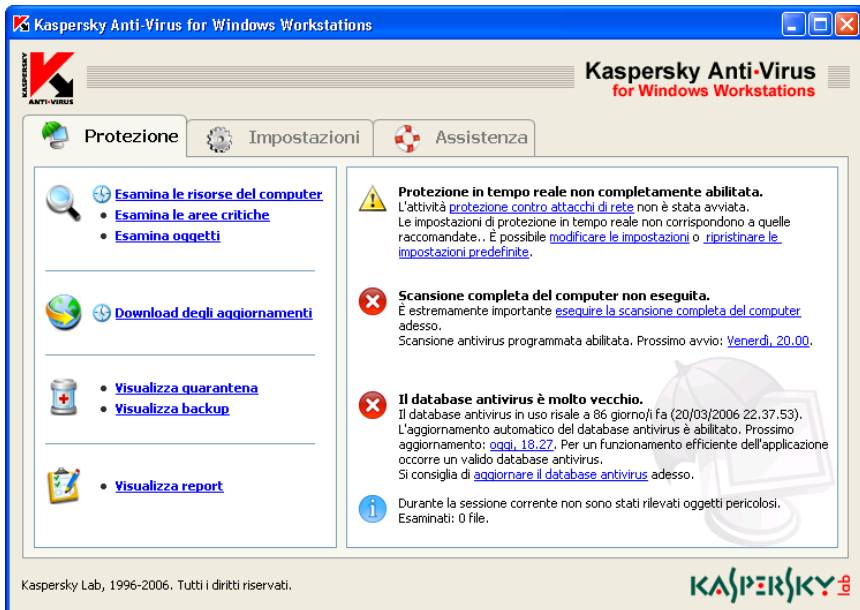 Kaspersky Anti-Virus for Windows Workstations
KASPERSKY
ANTI-VIRUS
Kaspersky Anti•Virus
for Windows Workstations
Protezione
Impostazioni
Assistenza
Esamina le risorse del computer
• Esamina le aree critiche
• Esamina oggetti
Download degli aggiornamenti
• Visualizza quarantena
• Visualizza backup
• Visualizza report
Protezione in tempo reale non completamente abilitata.
L'attività protezione contro attacchi di rete non è stata avviata.
Le impostazioni di protezione in tempo reale non corrispondono a quelle
raccomandate.. È possibile modificare le impostazioni o ripristinare le
impostazioni predefinite.
Scansione completa del computer non eseguita.
È estremamente importante eseguire la scansione completa del computer
adesso.
Scansione antivirus programmata abilitata. Prossimo avvio: Venerdì, 20.00.
Il database antivirus è molto vecchio.
Il database antivirus in uso risale a 86 giorno/i fa (20/03/2006 22.37.53).
L'aggiornamento automatico del database antivirus è abilitato. Prossimo
aggiornamento: oggi, 18.27. Per un funzionamento efficiente dell'applicazione
occorre un valido database antivirus.
Si consiglia di aggiornare il database antivirus adesso.
Durante la sessione corrente non sono stati rilevati oggetti pericolosi.
Esaminati: 0 file.
Kaspersky Lab, 1996-2006. Tutti i diritti riservati.
KASPERSKY lab